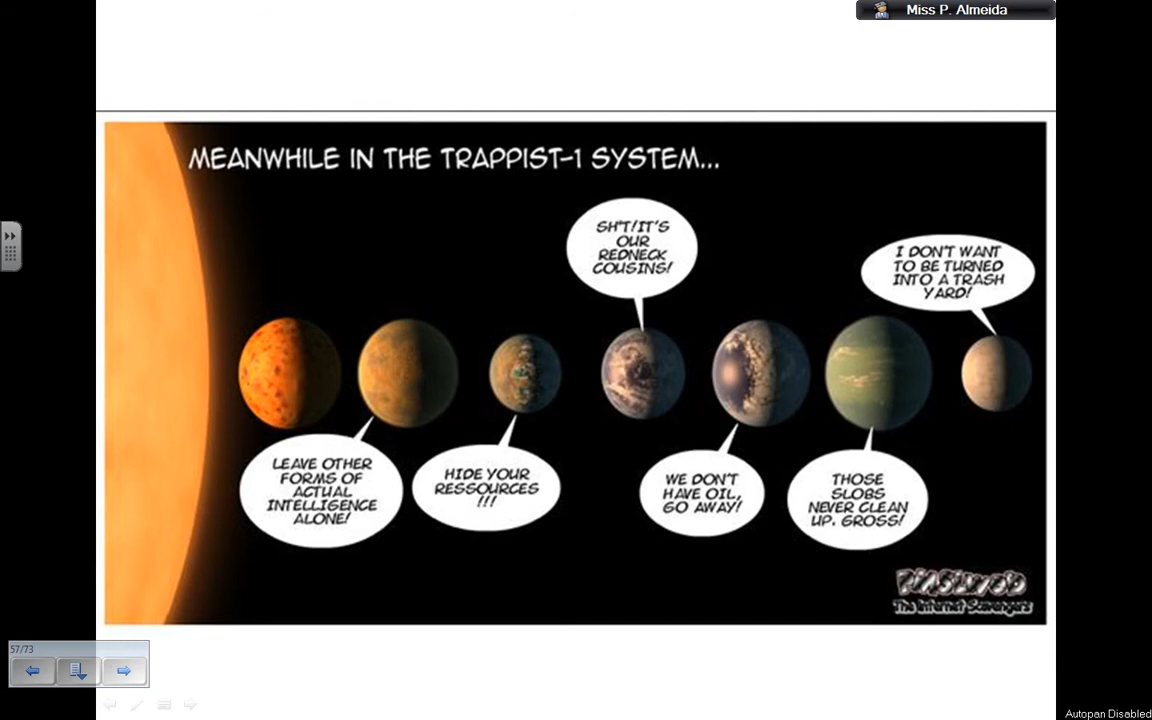 Miss P. Almeida
MEANWHILE IN THE TRAPPIST-1 SYSTEM...
SH*T! IT'S
OUR
REDNECK
COUSINS!
I DON'T WANT
TO BE TURNED
INTO A TRASH
YARD!
LEAVE OTHER
FORMS OF
ACTUAL
INTELLIGENCE
ALONE!
HIDE YOUR
RESSOURCES
!!!
WE DON'T
HAVE OIL,
GO AWAY!
THOSE
SLOBS
NEVER CLEAN
UP. GROSS!
The Internet Scavengers
57/73
Autopan Disabled